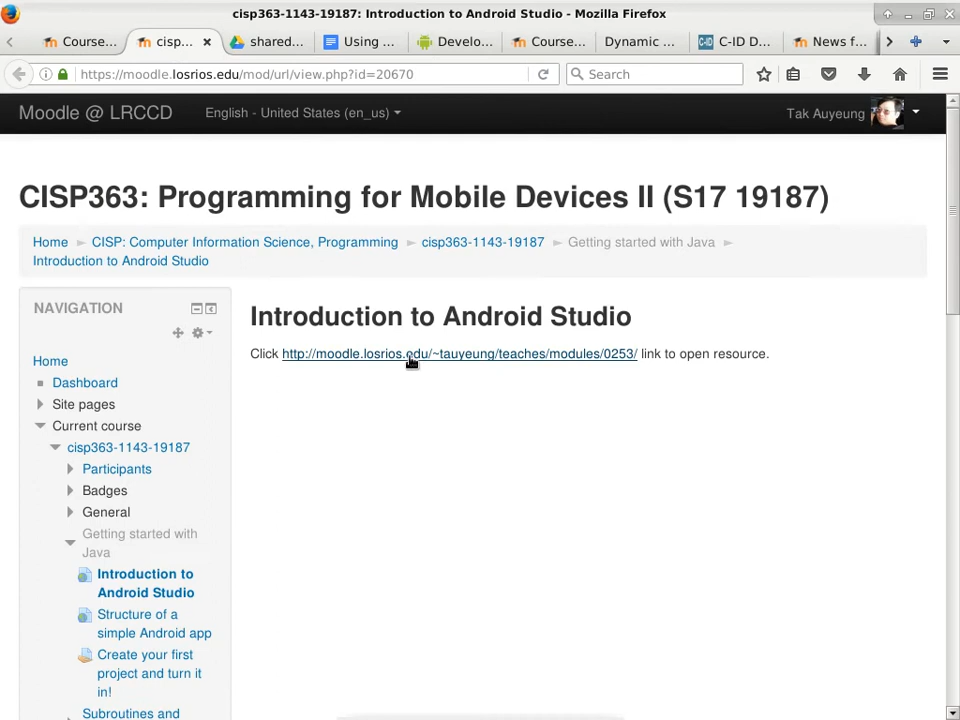 cisp363-1143-19187: Introduction to Android Studio - Mozilla Firefox
Course... cisp... shared... Using ... Develo... Course... Dynamic ... C-ID D... News f...
https://moodle.losrios.edu/mod/url/view.php?id=20670 Search
Moodle @ LRCCD English - United States (en_us) Tak Auyeung
CISP363: Programming for Mobile Devices II (S17 19187)
Home CISP: Computer Information Science, Programming cisp363-1143-19187 Getting started with Java
Introduction to Android Studio
NAVIGATION
Home
Dashboard
Site pages
Current course
cisp363-1143-19187
Participants
Badges
General
Getting started with
Java
Introduction to
Android Studio
Structure of a
simple Android app
Create your first
project and turn it
in!
Subroutines and
Introduction to Android Studio
Click http://moodle.losrios.edu/~tauyeung/teaches/modules/0253/ link to open resource.